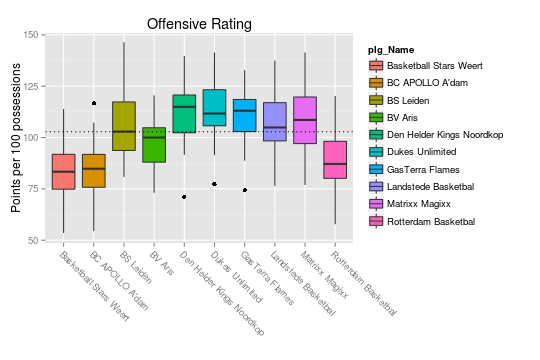 Offensive Rating
Points per 100 possessions
150
125
100
75
50
Basketball Stars Weert
BC APOLLO A'dam
BS Leiden
BV Aris
Den Helder Kings Noordkop
Dukes Unlimited
GasTerra Flames
Landstede Basketbal
Matrixx Magixx
Rotterdam Basketbal
plg_Name
Basketball Stars Weert
BC APOLLO A'dam
BS Leiden
BV Aris
Den Helder Kings Noordkop
Dukes Unlimited
GasTerra Flames
Landstede Basketbal
Matrixx Magixx
Rotterdam Basketbal